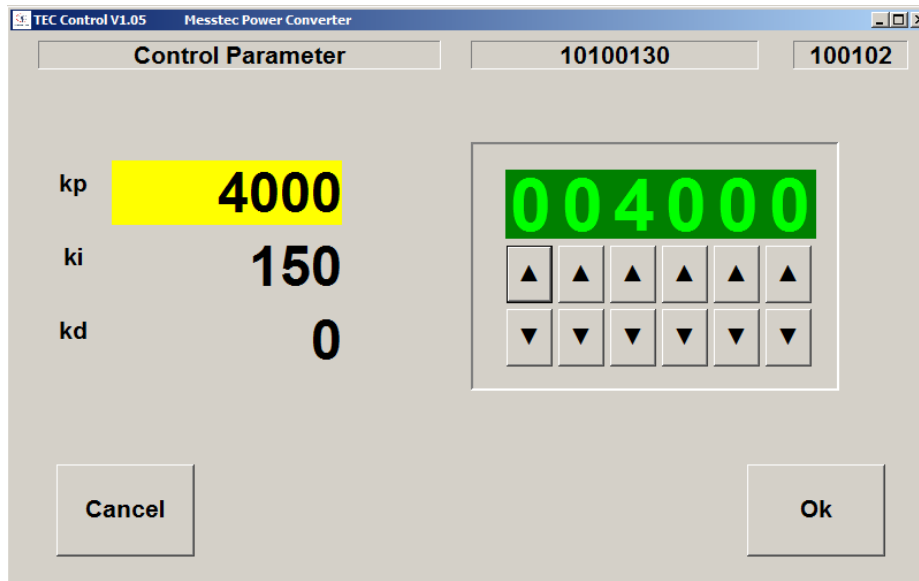 TEC Control V1.05 Messtec Power Converter
Control Parameter 10100130 100102
kp 4000 004000
ki 150
kd 0
Cancel Ok